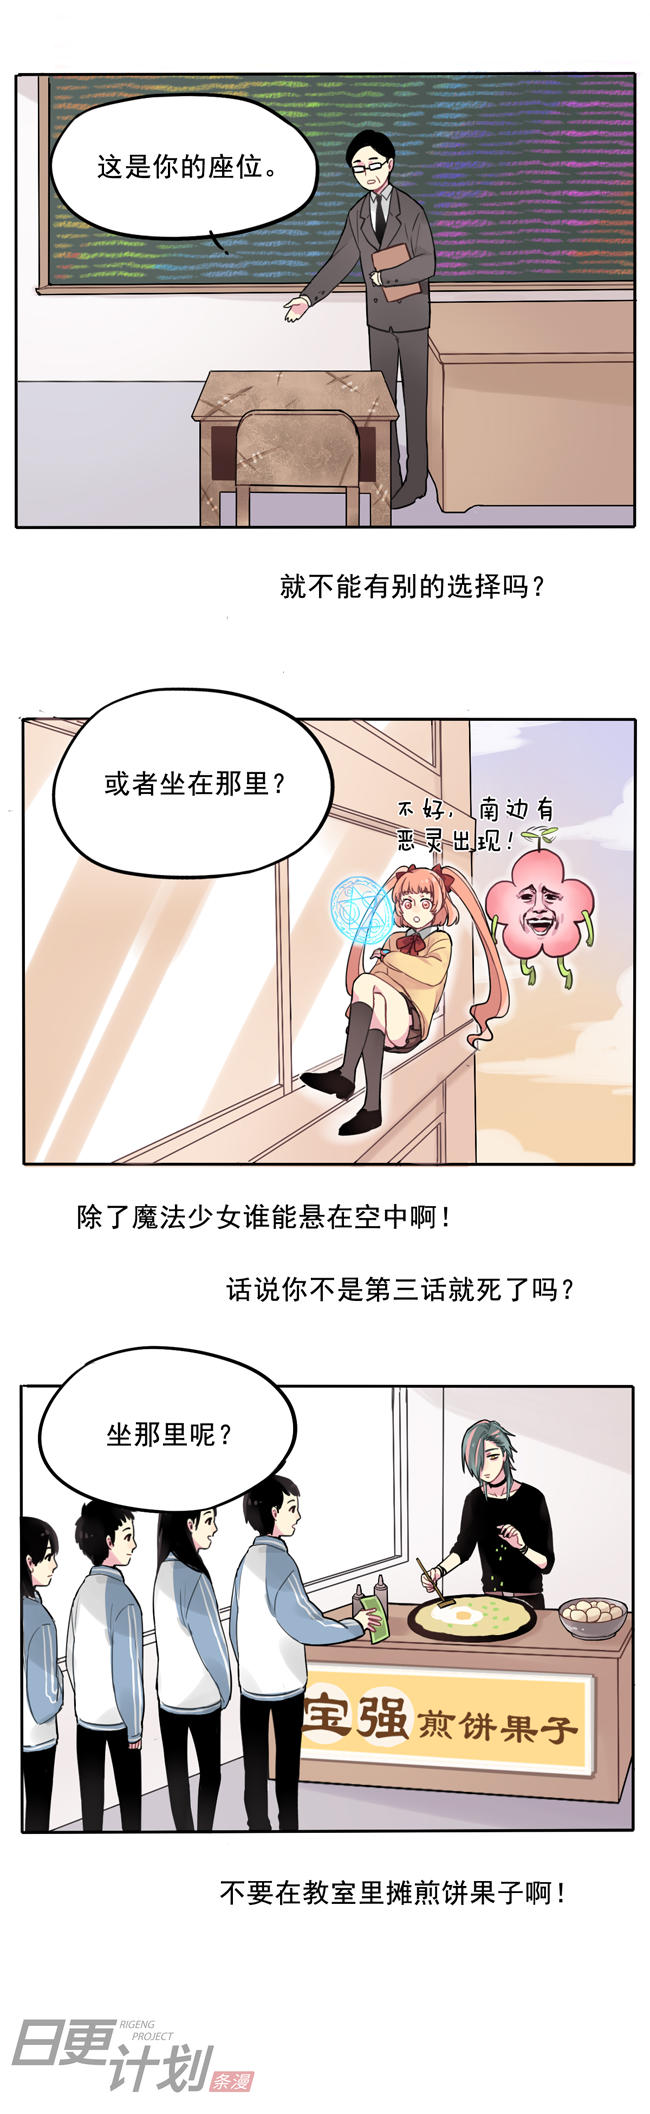 这是你的座位。
就不能有别的选择吗？
或者坐在那里？
不好，南边有
恶灵出现！
除了魔法少女谁能悬在空中啊！
话说你不是第三话就死了吗？
坐那里呢？
宝强煎饼果子
不要在教室里摊煎饼果子啊！
日更计划
RIGENG
PROJECT
条漫